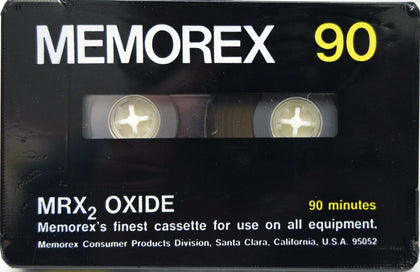 MEMOREX 90
MRX₂ OXIDE 90 minutes
Memorex's finest cassette for use on all equipment.
Memorex Consumer Products Division, Santa Clara, California, U.S.A. 95052